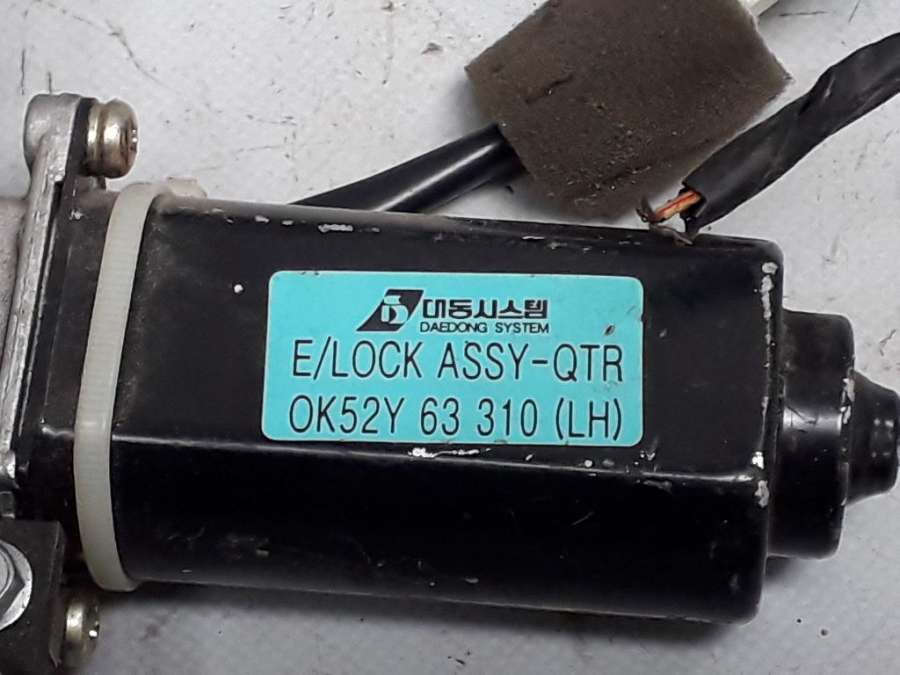 대동시스템
DAEDONG SYSTEM
E/LOCK ASSY-QTR
OK52Y 63 310 (LH)